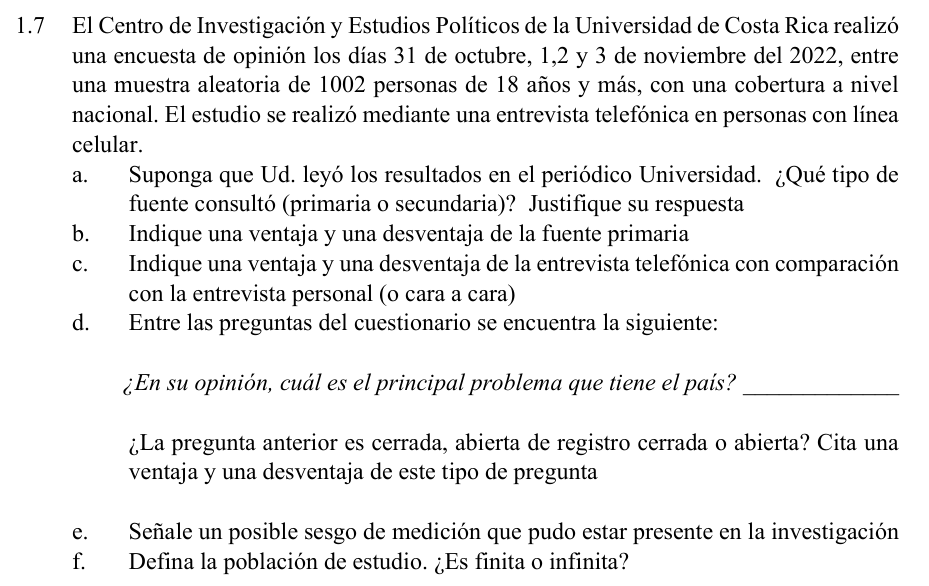 1.7 El Centro de Investigación y Estudios Políticos de la Universidad de Costa Rica realizó
una encuesta de opinión los días 31 de octubre, 1,2 y 3 de noviembre del 2022, entre
una muestra aleatoria de 1002 personas de 18 años y más, con una cobertura a nivel
nacional. El estudio se realizó mediante una entrevista telefónica en personas con línea
celular.
a. Suponga que Ud. leyó los resultados en el periódico Universidad. ¿Qué tipo de
fuente consultó (primaria o secundaria)? Justifique su respuesta
b. Indique una ventaja y una desventaja de la fuente primaria
c. Indique una ventaja y una desventaja de la entrevista telefónica con comparación
con la entrevista personal (o cara a cara)
d. Entre las preguntas del cuestionario se encuentra la siguiente:
¿En su opinión, cuál es el principal problema que tiene el país? ______________
¿La pregunta anterior es cerrada, abierta de registro cerrada o abierta? Cita una
ventaja y una desventaja de este tipo de pregunta
e. Señale un posible sesgo de medición que pudo estar presente en la investigación
f. Defina la población de estudio. ¿Es finita o infinita?